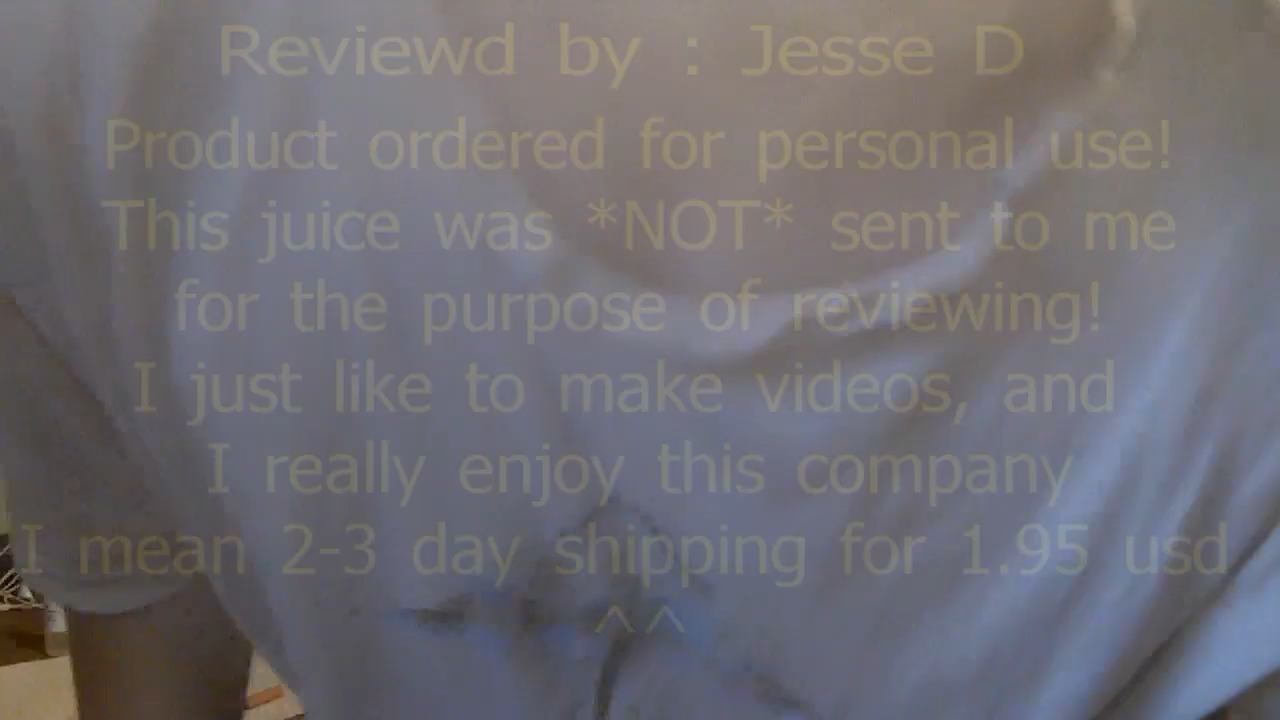 Reviewd by : Jesse D
Product ordered for personal use!
This juice was *NOT* sent to me
for the purpose of reviewing!
I just like to make videos, and
I really enjoy this company
I mean 2-3 day shipping for 1.95 usd
^^